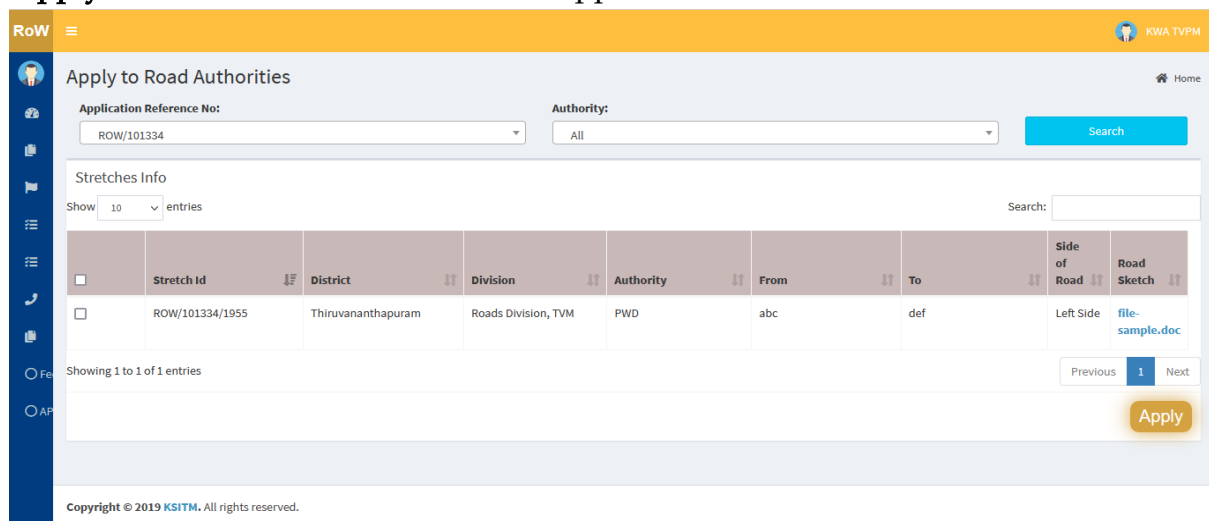 RoW
KWA TVPM
Apply to Road Authorities
Home
Application Reference No:
Authority:
ROW/101334
All
Search
Stretches Info
Show 10 entries
Search:
Stretch Id District Division Authority From To Side of Road Road Sketch
ROW/101334/1955 Thiruvananthapuram Roads Division, TVM PWD abc def Left Side file-sample.doc
Fe
Showing 1 to 1 of 1 entries
Previous 1 Next
AP
Apply
Copyright © 2019 KSITM. All rights reserved.